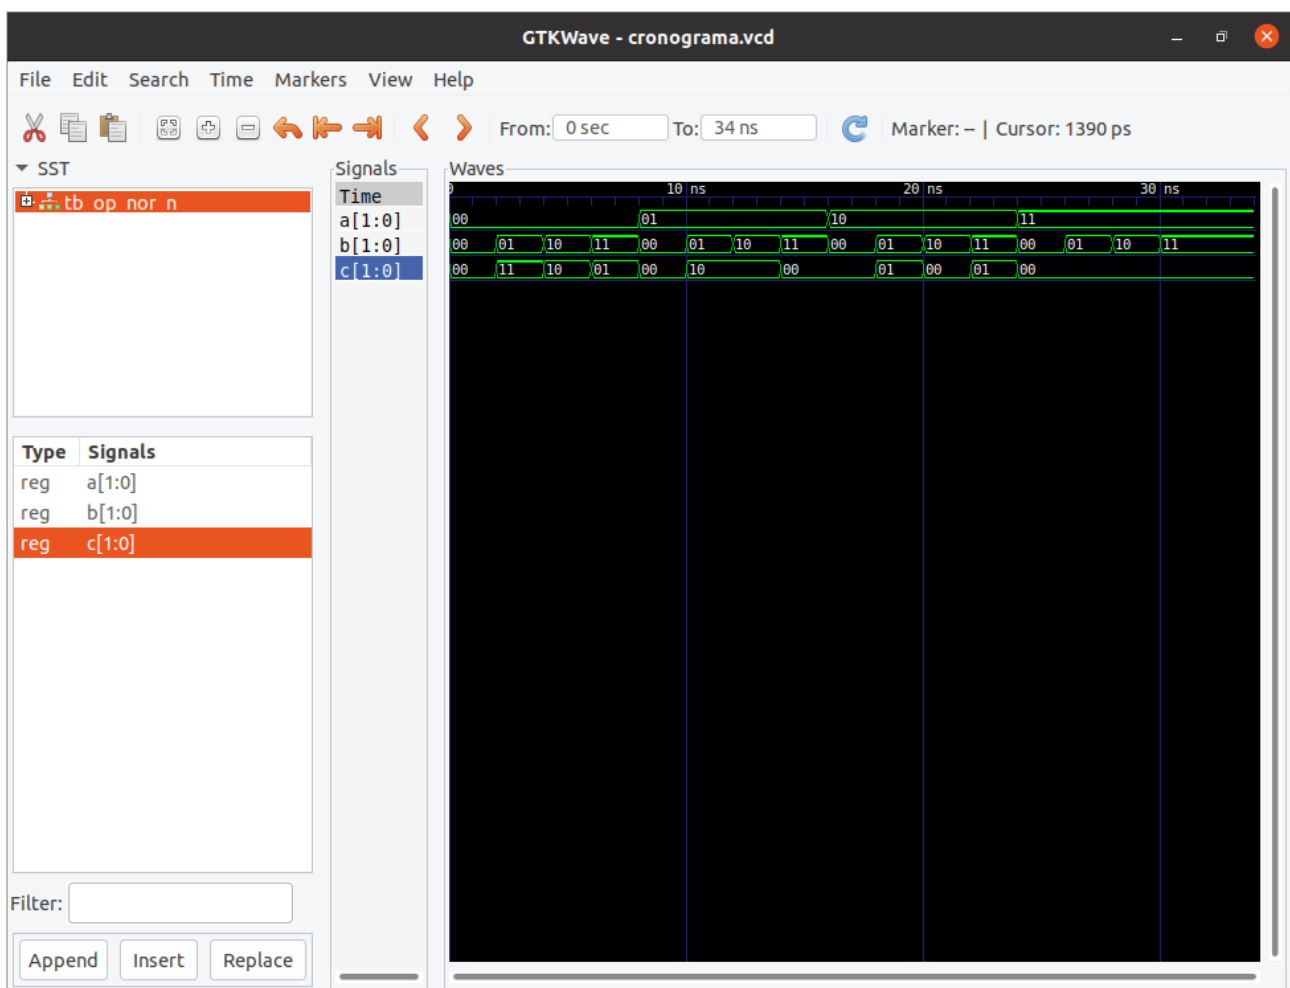 GTKWave - cronograma.vcd
File Edit Search Time Markers View Help
From: 0 sec To: 34 ns Marker: -- | Cursor: 1390 ps
SST
tb_op_nor_n
Type Signals
reg a[1:0]
reg b[1:0]
reg c[1:0]
Filter:
Append Insert Replace
Signals
Time
a[1:0]
b[1:0]
c[1:0]
Waves
0 10 ns 20 ns 30 ns
00 01 10 11
00 01 10 11 00 01 10 11 00 01 10 11 00 01 10 11
00 11 10 01 00 10 00 01 00 01 00